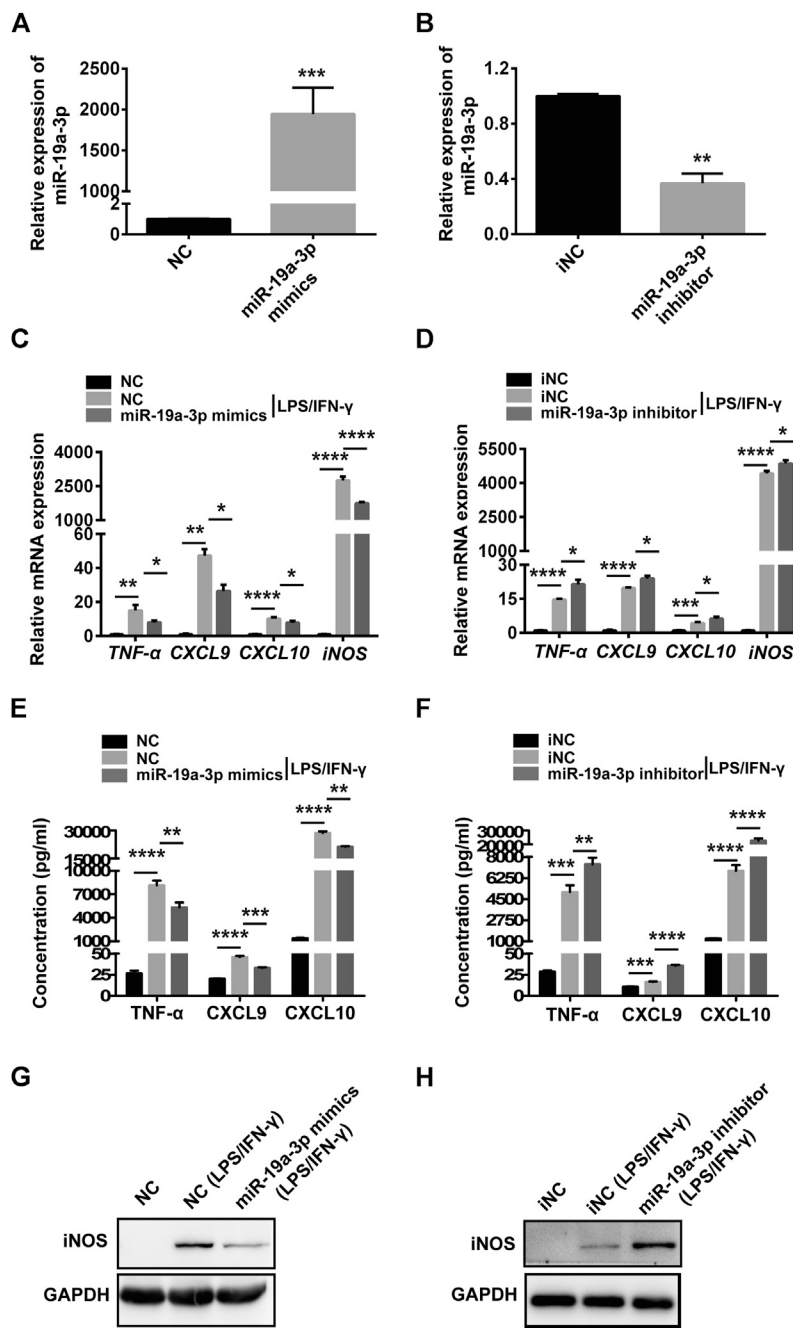 A
Relative expression of
miR-19a-3p
2500
2000
1500
1000
2
0
***
NC
miR-19a-3p
mimics
B
Relative expression of
miR-19a-3p
1.2
0.8
0.4
0.0
**
iNC
miR-19a-3p
inhibitor
C
NC
NC
miR-19a-3p mimics
LPS/IFN-γ
Relative mRNA expression
4000
2500
1000
60
40
20
0
** *
** *
**** *
**** ****
TNF-α CXCL9 CXCL10 iNOS
D
iNC
iNC
miR-19a-3p inhibitor
LPS/IFN-γ
Relative mRNA expression
5500
4000
2500
1000
30
15
0
**** *
**** *
*** *
**** *
TNF-α CXCL9 CXCL10 iNOS
E
NC
NC
miR-19a-3p mimics
LPS/IFN-γ
Concentration (pg/ml)
30000
15000
10000
7000
4000
1000
50
25
0
**** **
**** ***
**** **
TNF-α CXCL9 CXCL10
F
iNC
iNC
miR-19a-3p inhibitor
LPS/IFN-γ
Concentration (pg/ml)
30000
20000
8000
6250
4500
2750
1000
50
25
0
*** **
*** ****
**** ****
TNF-α CXCL9 CXCL10
G
NC
NC (LPS/IFN-γ)
miR-19a-3p mimics
(LPS/IFN-γ)
iNOS
GAPDH
H
iNC
iNC (LPS/IFN-γ)
miR-19a-3p inhibitor
(LPS/IFN-γ)
iNOS
GAPDH